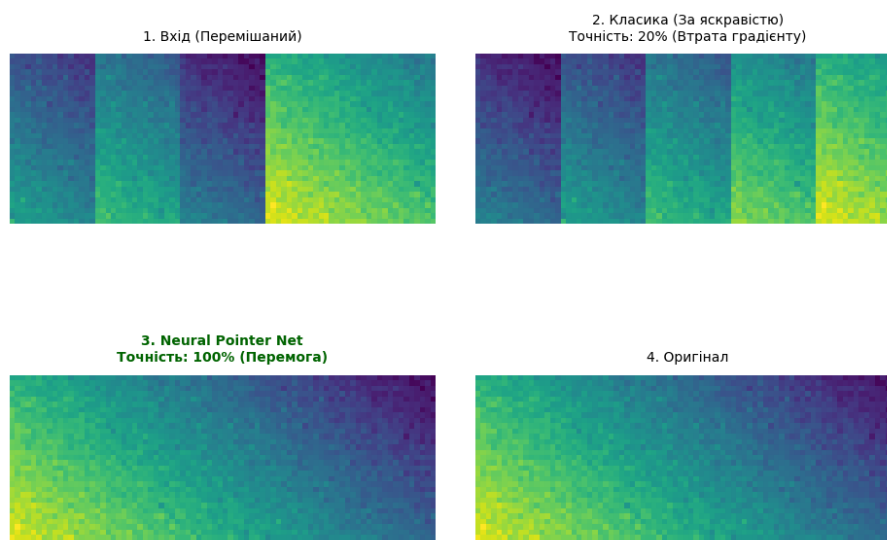 1. Вхід (Перемішаний)
2. Класика (За яскравістю)
Точність: 20% (Втрата градієнту)
3. Neural Pointer Net
Точність: 100% (Перемога)
4. Оригінал